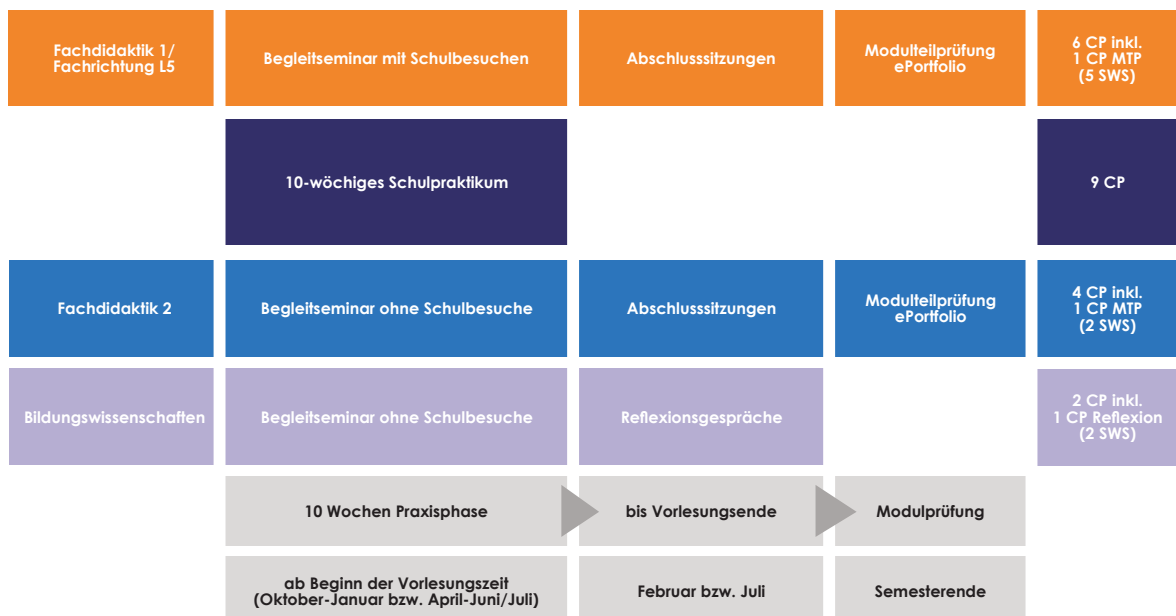 Fachdidaktik 1/
Fachrichtung L5
Begleitseminar mit Schulbesuchen
Abschlusssitzungen
Modulteilprüfung
ePortfolio
6 CP inkl.
1 CP MTP
(5 SWS)
10-wöchiges Schulpraktikum
9 CP
Fachdidaktik 2
Begleitseminar ohne Schulbesuche
Abschlusssitzungen
Modulteilprüfung
ePortfolio
4 CP inkl.
1 CP MTP
(2 SWS)
Bildungswissenschaften
Begleitseminar ohne Schulbesuche
Reflexionsgespräche
2 CP inkl.
1 CP Reflexion
(2 SWS)
10 Wochen Praxisphase
bis Vorlesungsende
Modulprüfung
ab Beginn der Vorlesungszeit
(Oktober-Januar bzw. April-Juni/Juli)
Februar bzw. Juli
Semesterende